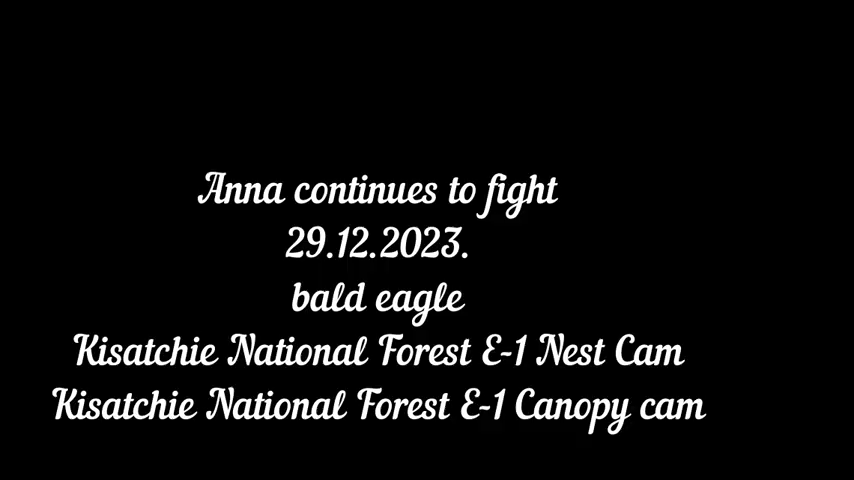 Anna continues to fight
29.12.2023.
bald eagle
Kisatchie National Forest E-1 Nest Cam
Kisatchie National Forest E-1 Canopy cam